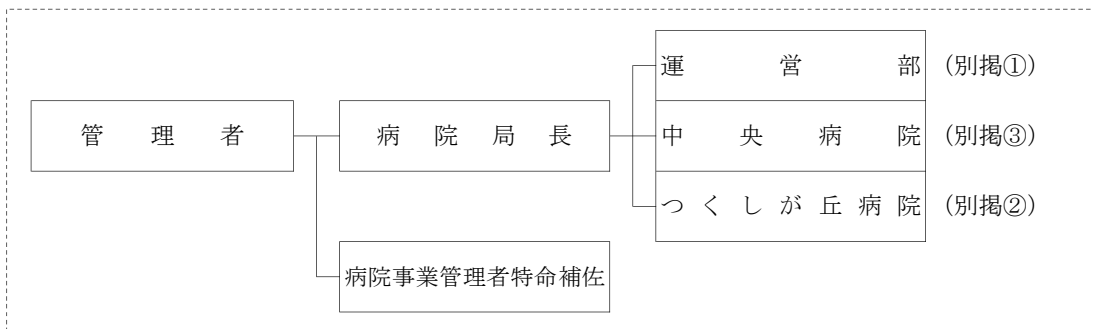 運営部 (別掲①)
管理者 病院局長 中央病院 (別掲③)
つくしが丘病院 (別掲②)
病院事業管理者特命補佐